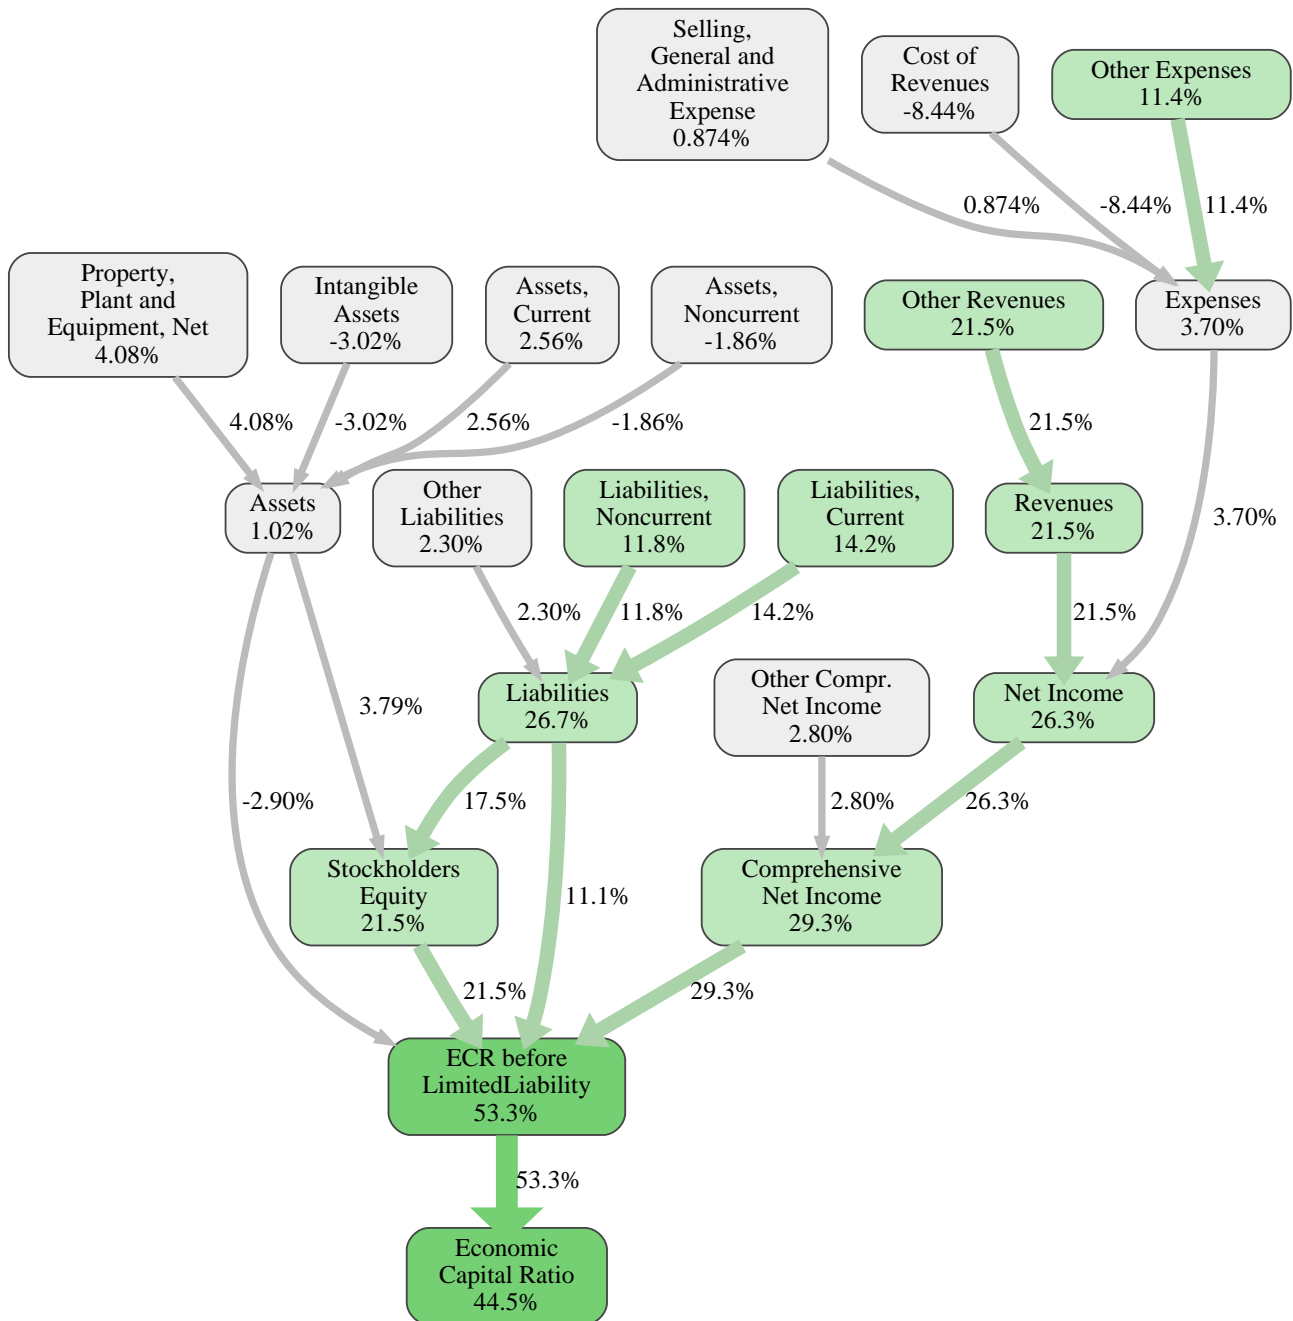 Selling,
General and
Administrative
Expense
0.874%
Cost of
Revenues
-8.44%
Other Expenses
11.4%
0.874%
-8.44%
11.4%
Property,
Plant and
Equipment, Net
4.08%
Intangible
Assets
-3.02%
Assets,
Current
2.56%
Assets,
Noncurrent
-1.86%
Other Revenues
21.5%
Expenses
3.70%
4.08%
-3.02%
2.56%
-1.86%
21.5%
3.70%
Assets
1.02%
Other
Liabilities
2.30%
Liabilities,
Noncurrent
11.8%
Liabilities,
Current
14.2%
Revenues
21.5%
2.30%
11.8%
14.2%
21.5%
3.79%
-2.90%
Liabilities
26.7%
Other Compr.
Net Income
2.80%
Net Income
26.3%
17.5%
11.1%
2.80%
26.3%
Stockholders
Equity
21.5%
Comprehensive
Net Income
29.3%
21.5%
29.3%
ECR before
LimitedLiability
53.3%
53.3%
Economic
Capital Ratio
44.5%